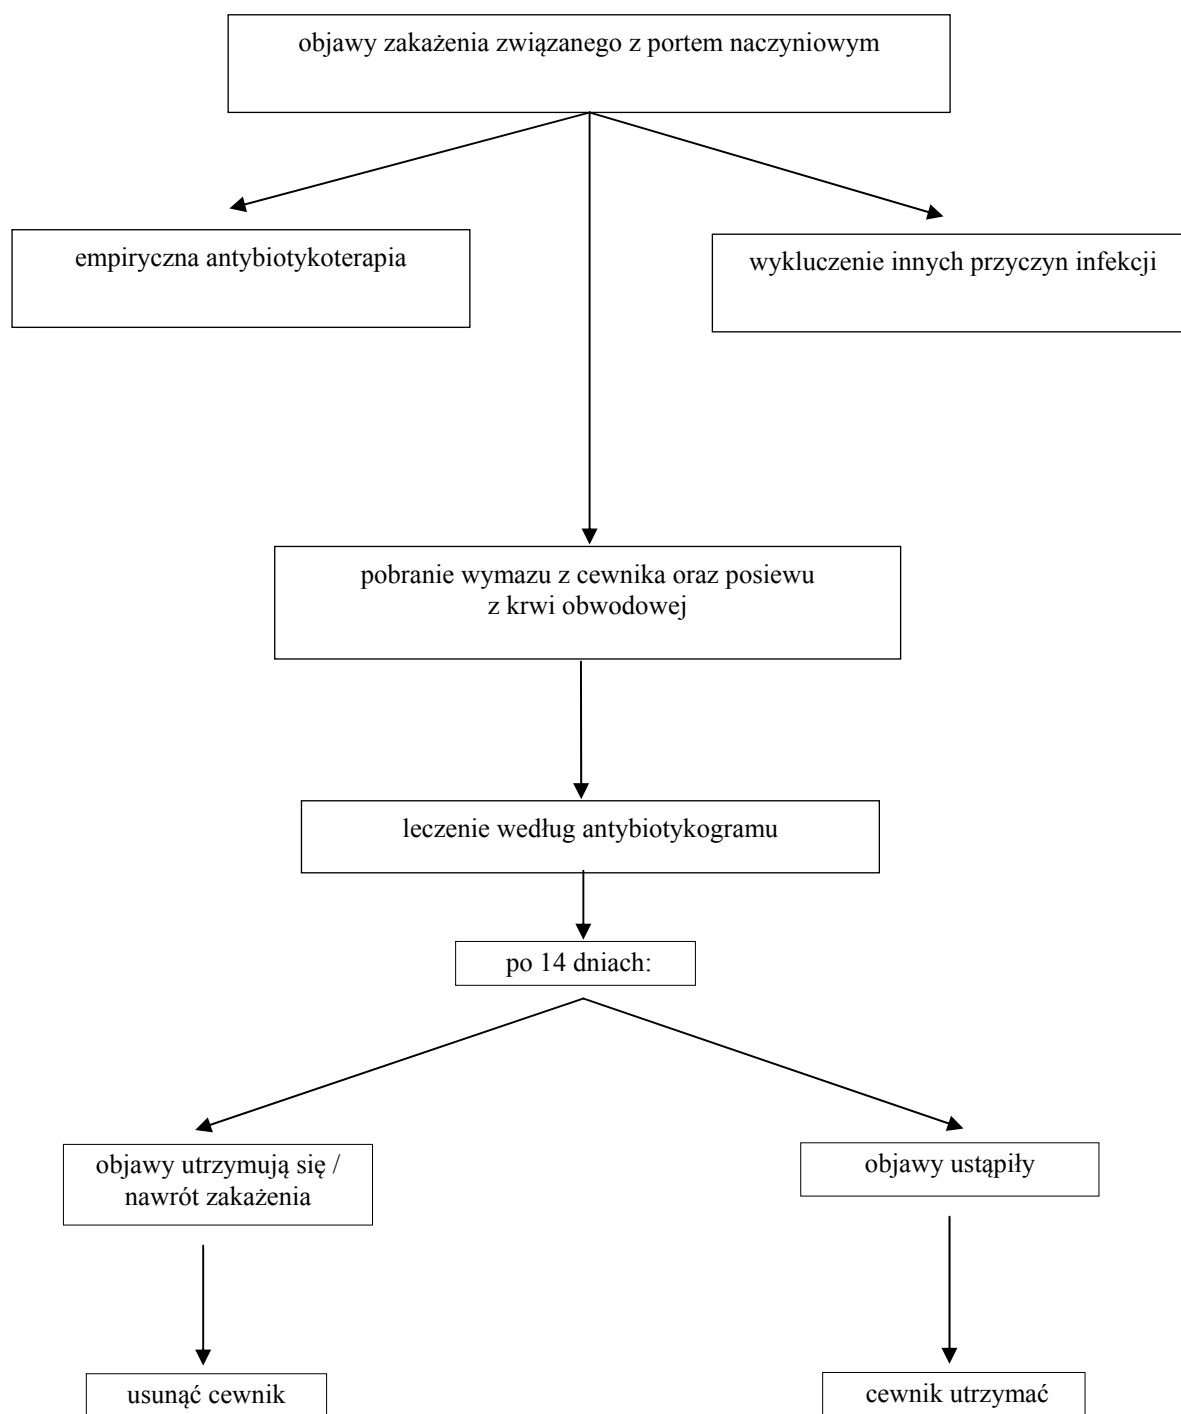 objawy zakażenia związanego z portem naczyniowym
empiryczna antybiotykoterapia
wykluczenie innych przyczyn infekcji
pobranie wymazu z cewnika oraz posiewu
z krwi obwodowej
leczenie według antybiotykogramu
po 14 dniach:
objawy utrzymują się /
nawrót zakażenia
objawy ustąpiły
usunąć cewnik
cewnik utrzymać